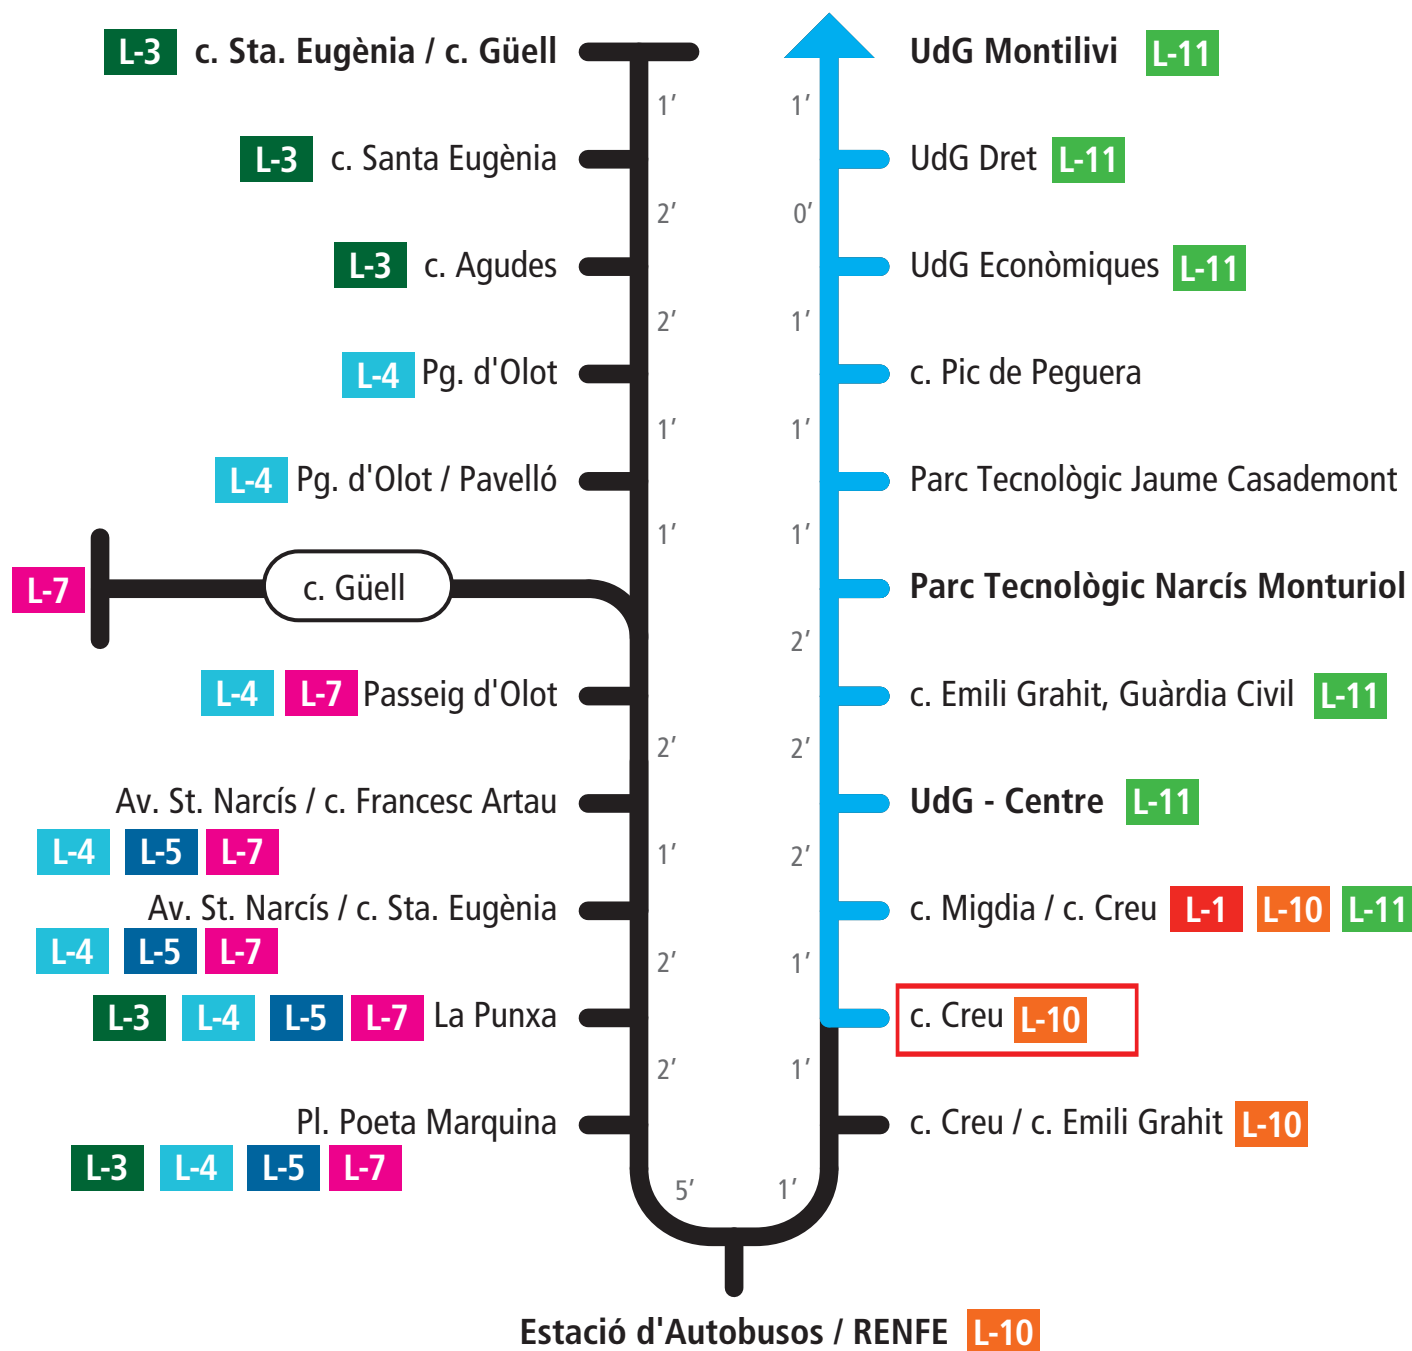 L-3 c. Sta. Eugènia / c. Güell
1’
L-3 c. Santa Eugènia
2’
L-3 c. Agudes
2’
L-4 Pg. d'Olot
1’
L-4 Pg. d'Olot / Pavelló
1’
L-7 c. Güell
L-4 L-7 Passeig d'Olot
2’
Av. St. Narcís / c. Francesc Artau
L-4 L-5 L-7
1’
Av. St. Narcís / c. Sta. Eugènia
L-4 L-5 L-7
2’
L-3 L-4 L-5 L-7 La Punxa
2’
Pl. Poeta Marquina
L-3 L-4 L-5 L-7
5’
UdG Montilivi L-11
1’
UdG Dret L-11
0’
UdG Econòmiques L-11
1’
c. Pic de Peguera
1’
Parc Tecnològic Jaume Casademont
1’
Parc Tecnològic Narcís Monturiol
2’
c. Emili Grahit, Guàrdia Civil L-11
2’
UdG - Centre L-11
2’
c. Migdia / c. Creu L-1 L-10 L-11
1’
c. Creu L-10
1’
c. Creu / c. Emili Grahit L-10
1’
Estació d'Autobusos / RENFE L-10